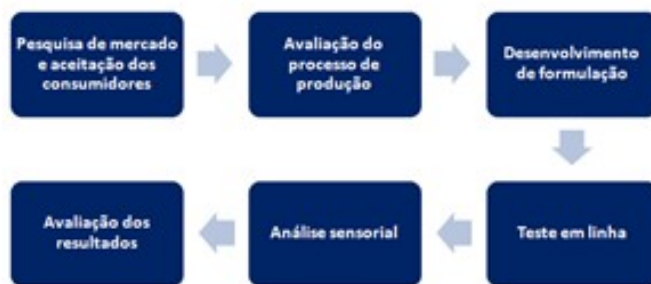 Pesquisa de mercado
e aceitação dos
consumidores
Avaliação do
processo de
produção
Desenvolvimento
de formulação
Teste em linha
Análise sensorial
Avaliação dos
resultados